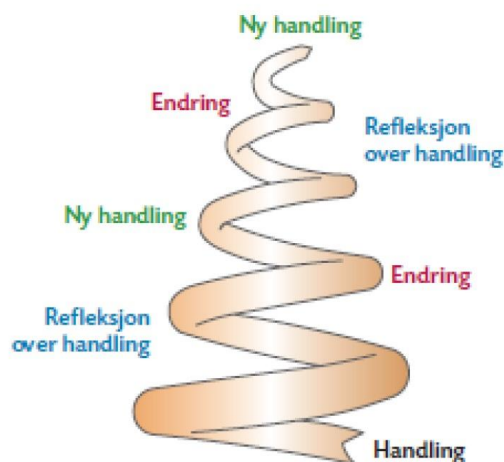 Ny handling
Endring
Refleksjon
over handling
Ny handling
Endring
Refleksjon
over handling
Handling